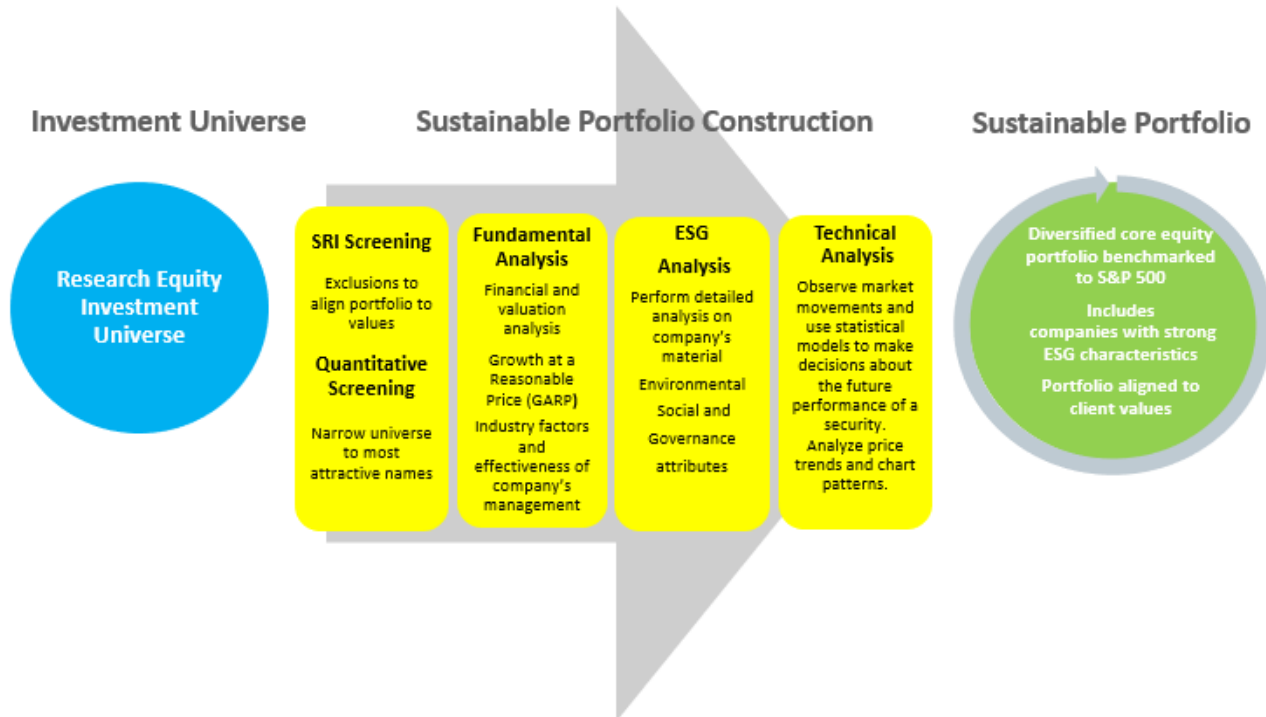 Investment Universe
Sustainable Portfolio Construction
Sustainable Portfolio
Research Equity
Investment
Universe
SRI Screening
Exclusions to
align portfolio to
values
Quantitative
Screening
Narrow universe
to most
attractive names
Fundamental
Analysis
Financial and
valuation
analysis
Growth at a
Reasonable
Price (GARP)
Industry factors
and
effectiveness of
company's
management
ESG
Analysis
Perform detailed
analysis on
company's
material
Environmental
Social and
Governance
attributes
Technical
Analysis
Observe market
movements and
use statistical
models to make
decisions about
the future
performance of a
security.
Analyze price
trends and chart
patterns.
Diversified core equity
portfolio benchmarked
to S&P 500
Includes
companies with strong
ESG characteristics
Portfolio aligned to
client values